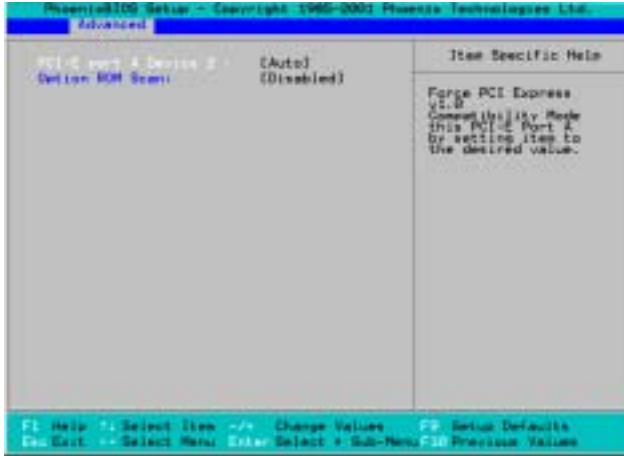 PhoenixBIOS Setup - Copyright 1985-2001 Phoenix Technologies Ltd.
Advanced
Item Specific Help
PCI-E port A Device 2 : [Auto]
Option ROM Scan: [Disabled]
Force PCI Express
v1.0
Compatibility Mode
this PCI-E Port A
by setting item to
the desired value.
F1 Help ↑↓ Select Item -/+ Change Values F9 Setup Defaults
Esc Exit Select Menu Enter Select Sub-Menu F10 Previous Values